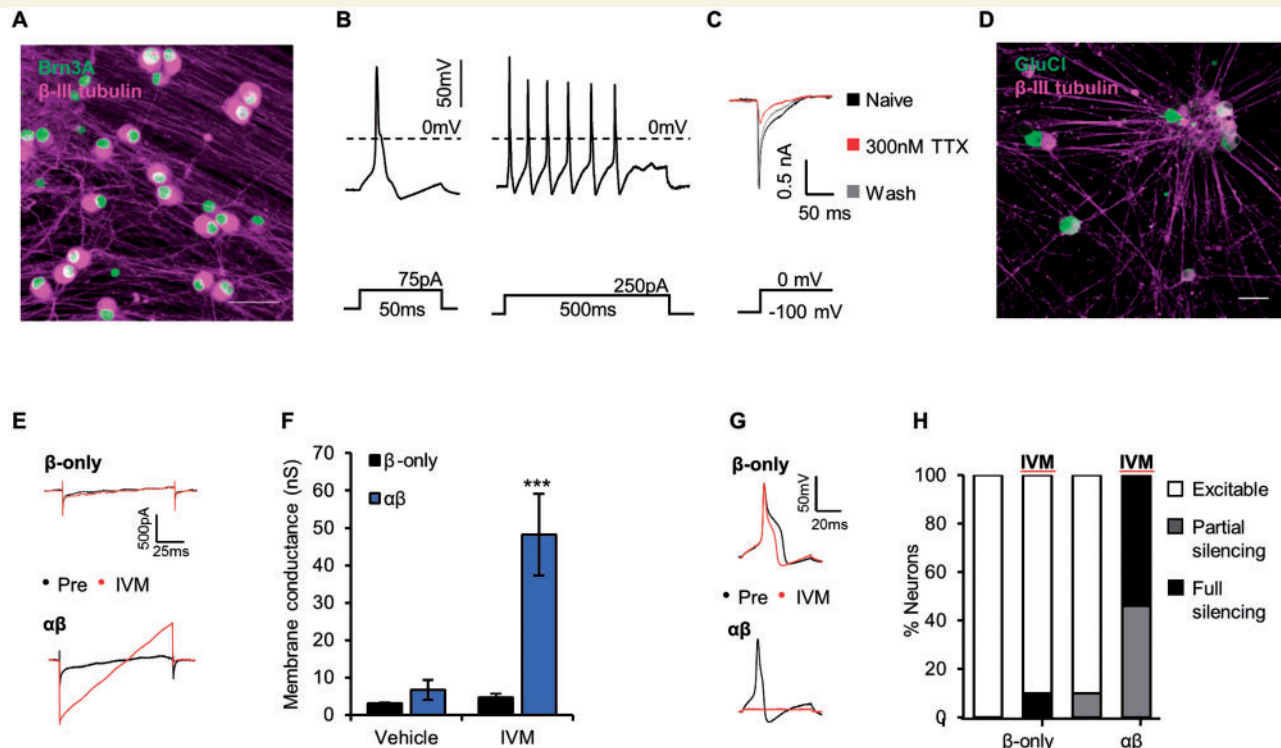 A
Brn3A
β-III tubulin
B
50mV
0mV
0mV
75pA
50ms
250pA
500ms
C
Naive
300nM TTX
Wash
0.5 nA
50 ms
0 mV
-100 mV
D
GluCl
β-III tubulin
E
β-only
500pA
25ms
Pre IVM
αβ
F
Membrane conductance (nS)
70
60
50
40
30
20
10
0
β-only
αβ
***
Vehicle IVM
G
β-only
50mV
20ms
Pre IVM
αβ
H
IVM IVM
% Neurons
100
80
60
40
20
0
β-only αβ
Excitable
Partial
silencing
Full
silencing